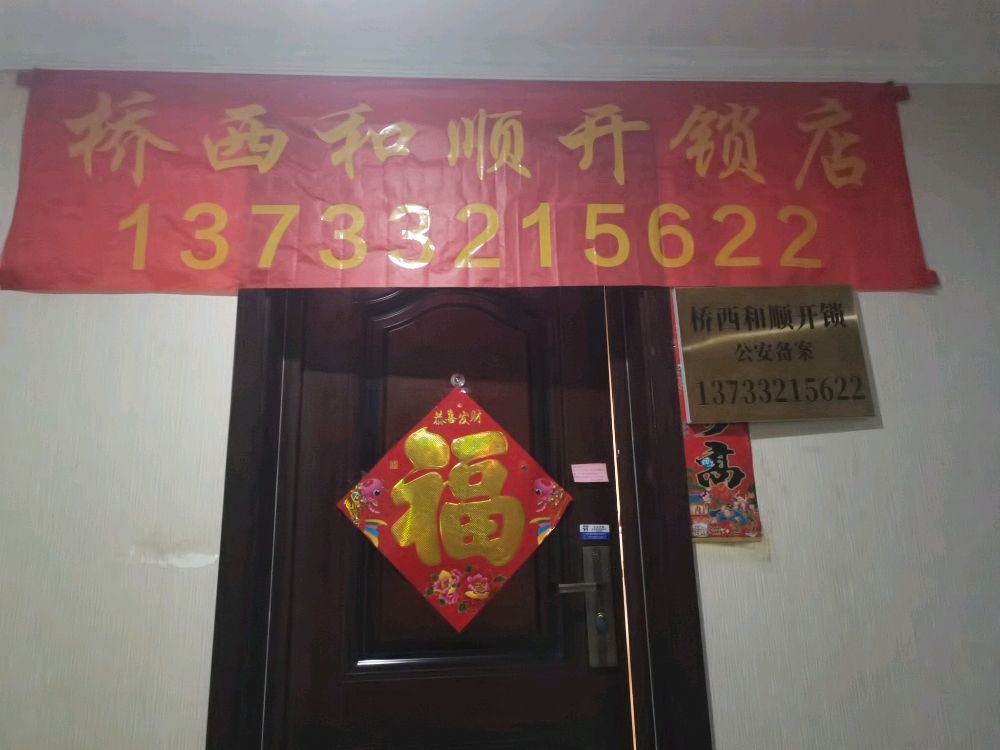 桥西和顺开锁店
13733215622
桥西和顺开锁
公安备案
13733215622
恭喜发财
福
高